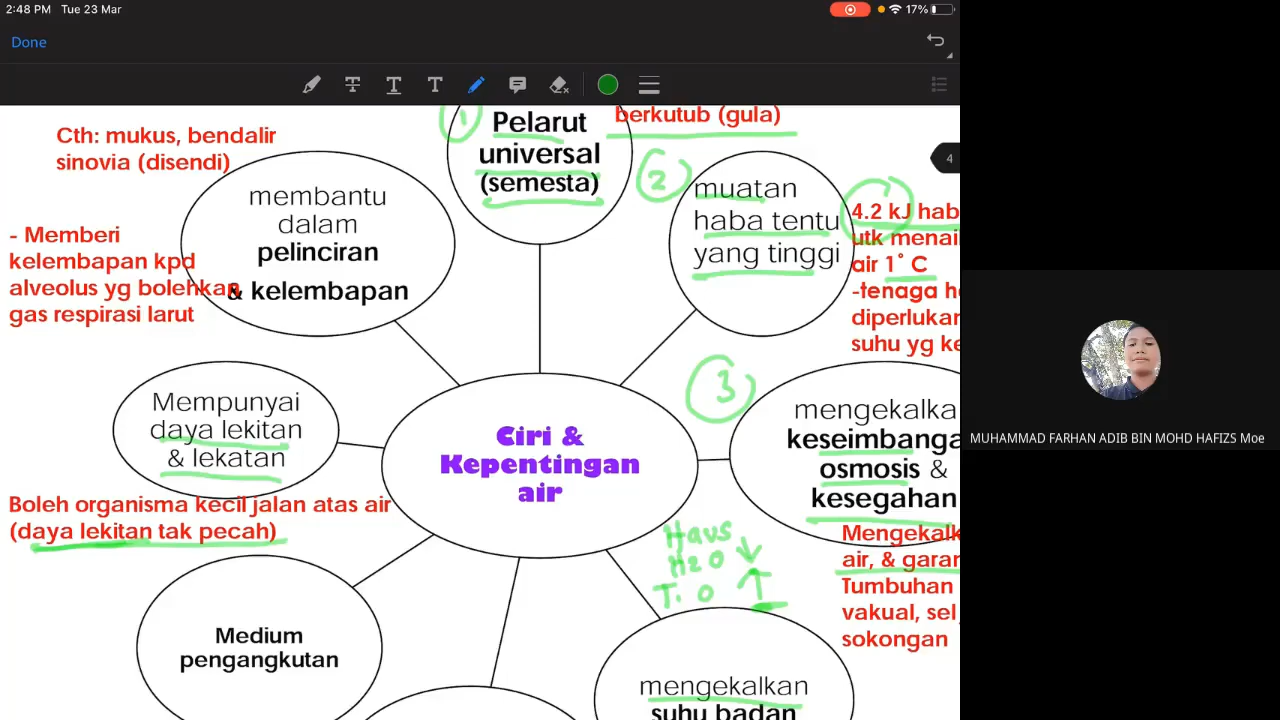 2:48 PM Tue 23 Mar
17%
Done
4
1
Pelarut
universal
(semesta)
berkutub (gula)
Cth: mukus, bendalir
sinovia (disendi)
membantu
dalam
pelinciran
& kelembapan
- Memberi
kelembapan kpd
alveolus yg bolehkan
gas respirasi larut
2
muatan
haba tentu
yang tinggi
4.2 kJ hab
utk menai
air 1° C
-tenaga h
diperlukan
suhu yg ke
Mempunyai
daya lekitan
& lekatan
Boleh organisma kecil jalan atas air
(daya lekitan tak pecah)
Ciri &
Kepentingan
air
3
mengekalka
keseimbanga
osmosis &
kesegahan
Mengekalk
air, & garam
Tumbuhan
vakual, sel
sokongan
Haus
H2O ↓
T. O ↑
Medium
pengangkutan
mengekalkan
suhu badan
MUHAMMAD FARHAN ADIB BIN MOHD HAFIZS Moe